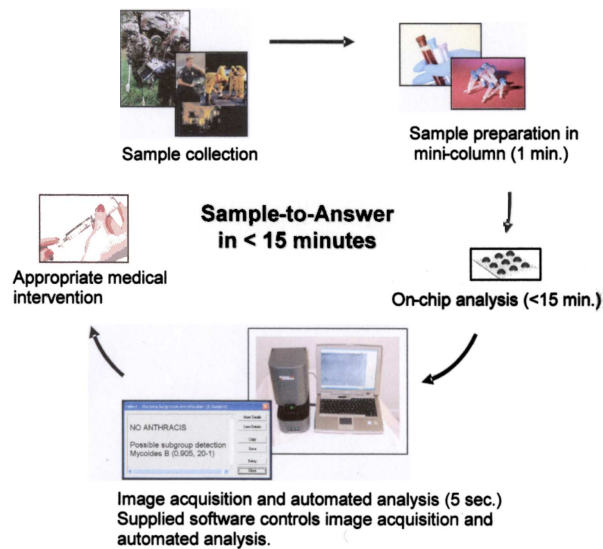 Sample collection
Sample preparation in
mini-column (1 min.)
Sample-to-Answer
in < 15 minutes
Appropriate medical
intervention
On-chip analysis (<15 min.)
NO ANTHRACIS
Possible subgroup detection
Mycoides B (0.905, 20-1)
Image acquisition and automated analysis (5 sec.)
Supplied software controls image acquisition and
automated analysis.